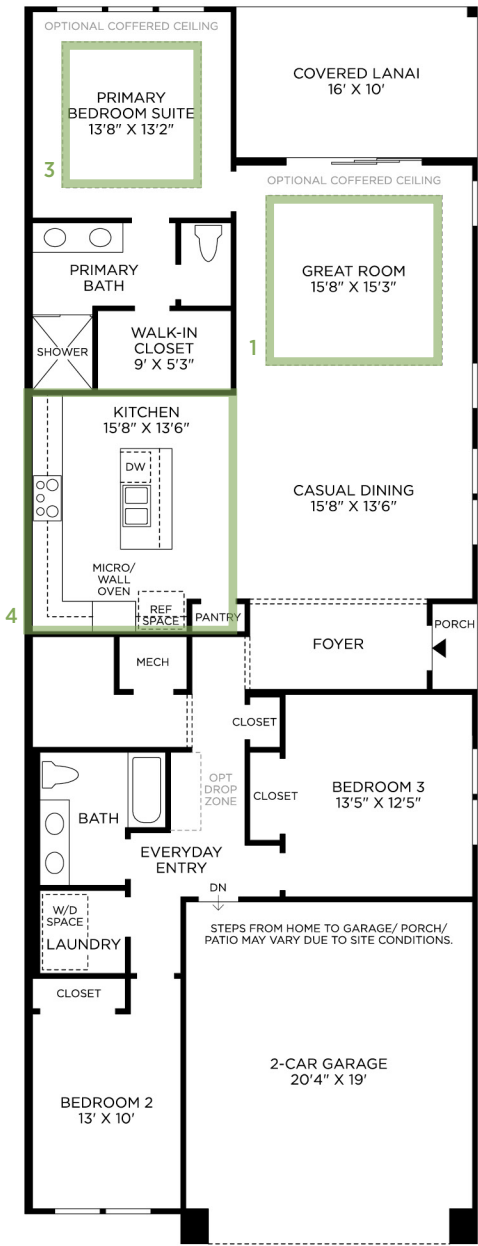 OPTIONAL COFFERED CEILING
PRIMARY
BEDROOM SUITE
13'8" X 13'2"
3
COVERED LANAI
16' X 10'
OPTIONAL COFFERED CEILING
GREAT ROOM
15'8" X 15'3"
1
PRIMARY
BATH
SHOWER
WALK-IN
CLOSET
9' X 5'3"
KITCHEN
15'8" X 13'6"
DW
MICRO/
WALL
OVEN
REF
SPACE
PANTRY
4
CASUAL DINING
15'8" X 13'6"
FOYER
PORCH
MECH
CLOSET
OPT
DROP
ZONE
CLOSET
BEDROOM 3
13'5" X 12'5"
BATH
EVERYDAY
ENTRY
DN
W/D
SPACE
LAUNDRY
STEPS FROM HOME TO GARAGE/ PORCH/
PATIO MAY VARY DUE TO SITE CONDITIONS.
CLOSET
BEDROOM 2
13' X 10'
2-CAR GARAGE
20'4" X 19'